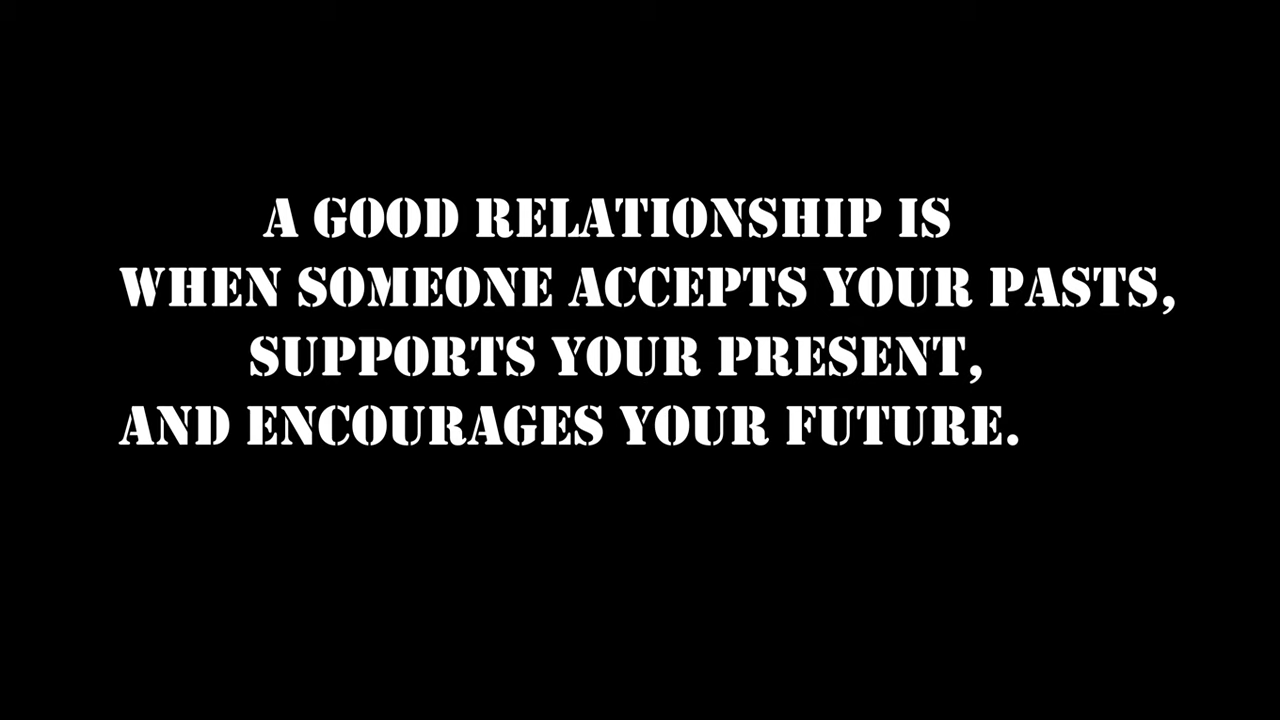 A GOOD RELATIONSHIP IS
WHEN SOMEONE ACCEPTS YOUR PASTS,
SUPPORTS YOUR PRESENT,
AND ENCOURAGES YOUR FUTURE.